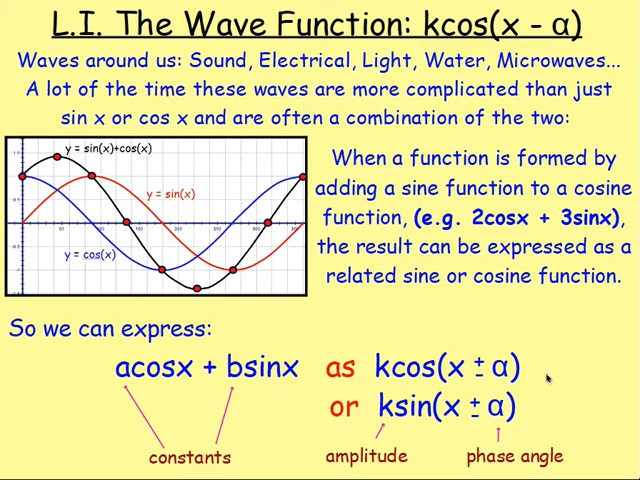 L.I. The Wave Function: kcos(x - α)
Waves around us: Sound, Electrical, Light, Water, Microwaves...
A lot of the time these waves are more complicated than just
sin x or cos x and are often a combination of the two:
y = sin(x)+cos(x)
y = sin(x)
y = cos(x)
When a function is formed by
adding a sine function to a cosine
function, (e.g. 2cosx + 3sinx),
the result can be expressed as a
related sine or cosine function.
So we can express:
acosx + bsinx as kcos(x ± α)
or ksin(x ± α)
constants amplitude phase angle